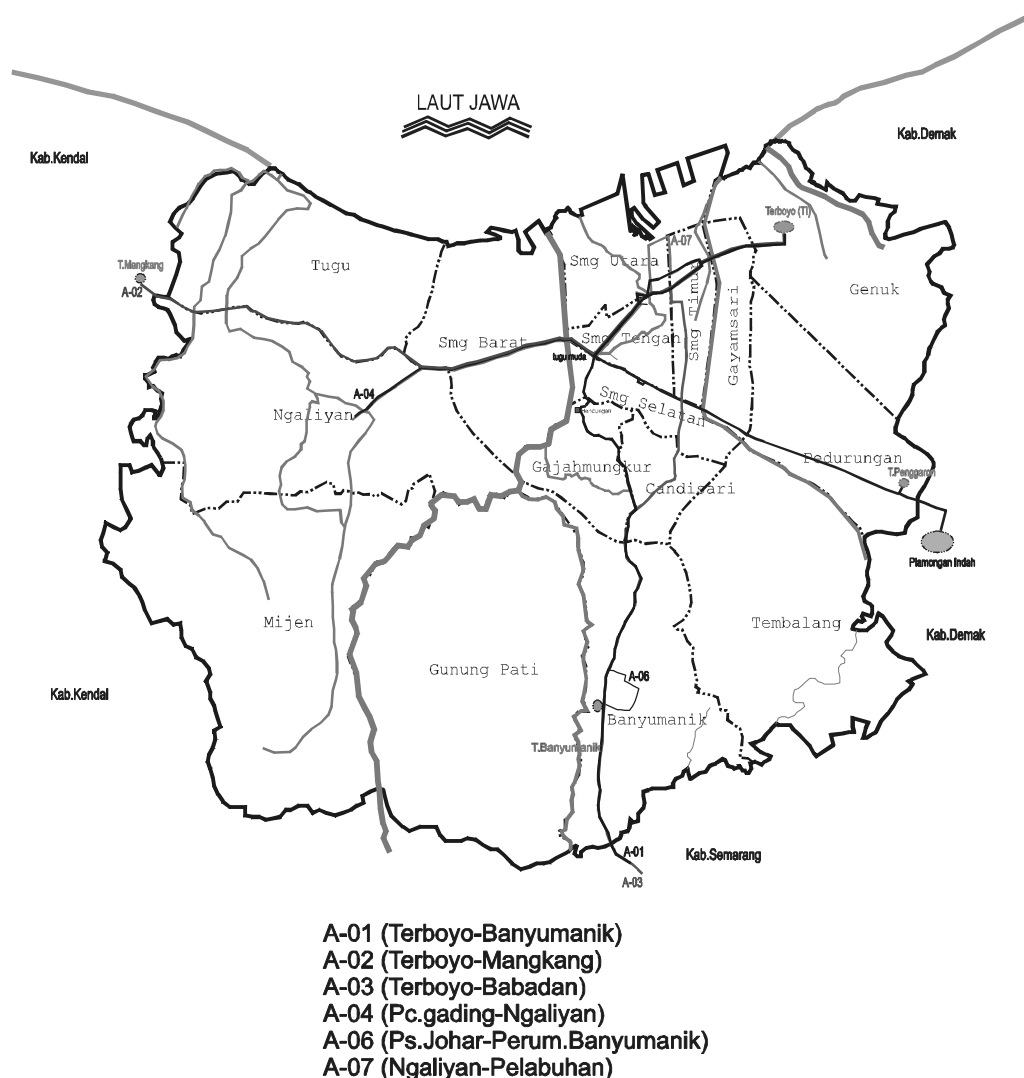 LAUT JAWA
Kab.Demak
Kab.Kendal
Terboyo (TI)
A-07
Smg Utara
T.Mangkang
Tugu
A-02
Genuk
Smg Timur
Gayamsari
Smg Barat
Smg Tengah
tugu muda
A-04
Smg Selatan
Ngaliyan
Pedurungan
Gajahmungkur
T.Penggaron
Candisari
Plamongan Indah
Mijen
Tembalang
Kab.Demak
Gunung Pati
A-06
Kab.Kendal
Banyumanik
T.Banyumanik
A-01
Kab.Semarang
A-03
A-01 (Terboyo-Banyumanik)
A-02 (Terboyo-Mangkang)
A-03 (Terboyo-Babadan)
A-04 (Pc.gading-Ngaliyan)
A-06 (Ps.Johar-Perum.Banyumanik)
A-07 (Ngaliyan-Pelabuhan)